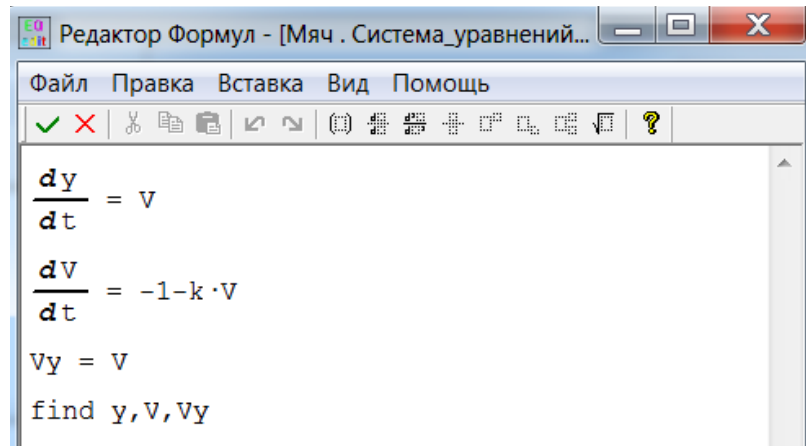 Редактор Формул - [Мяч . Система_уравнений...
Файл Правка Вставка Вид Помощь
dy/dt = V
dV/dt = -1-k·V
Vy = V
find y,V,Vy